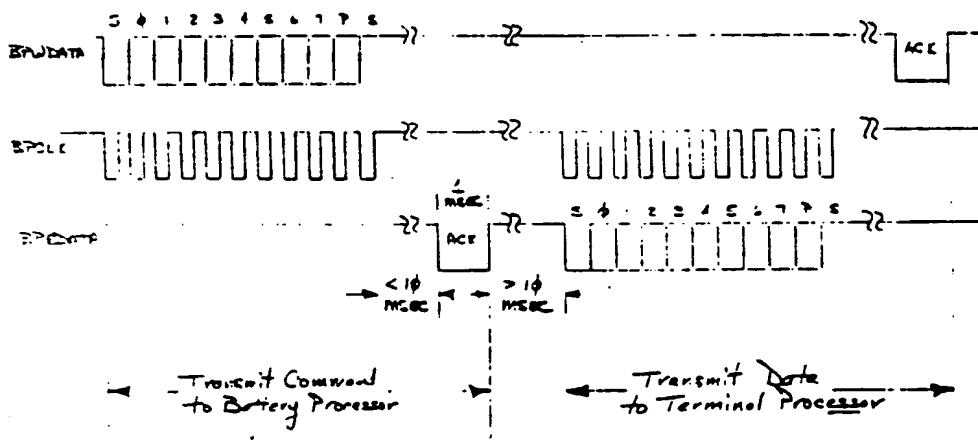 S φ 1 2 3 4 5 6 7 P S
BPWDATA
ACK
BPCLK
1
MSEC
S φ 1 2 3 4 5 6 7 P S
BPRDATA
ACK
< 1φ
MSEC
> 1φ
MSEC
Transmit Command
to Battery Processor
Transmit Data
to Terminal Processor